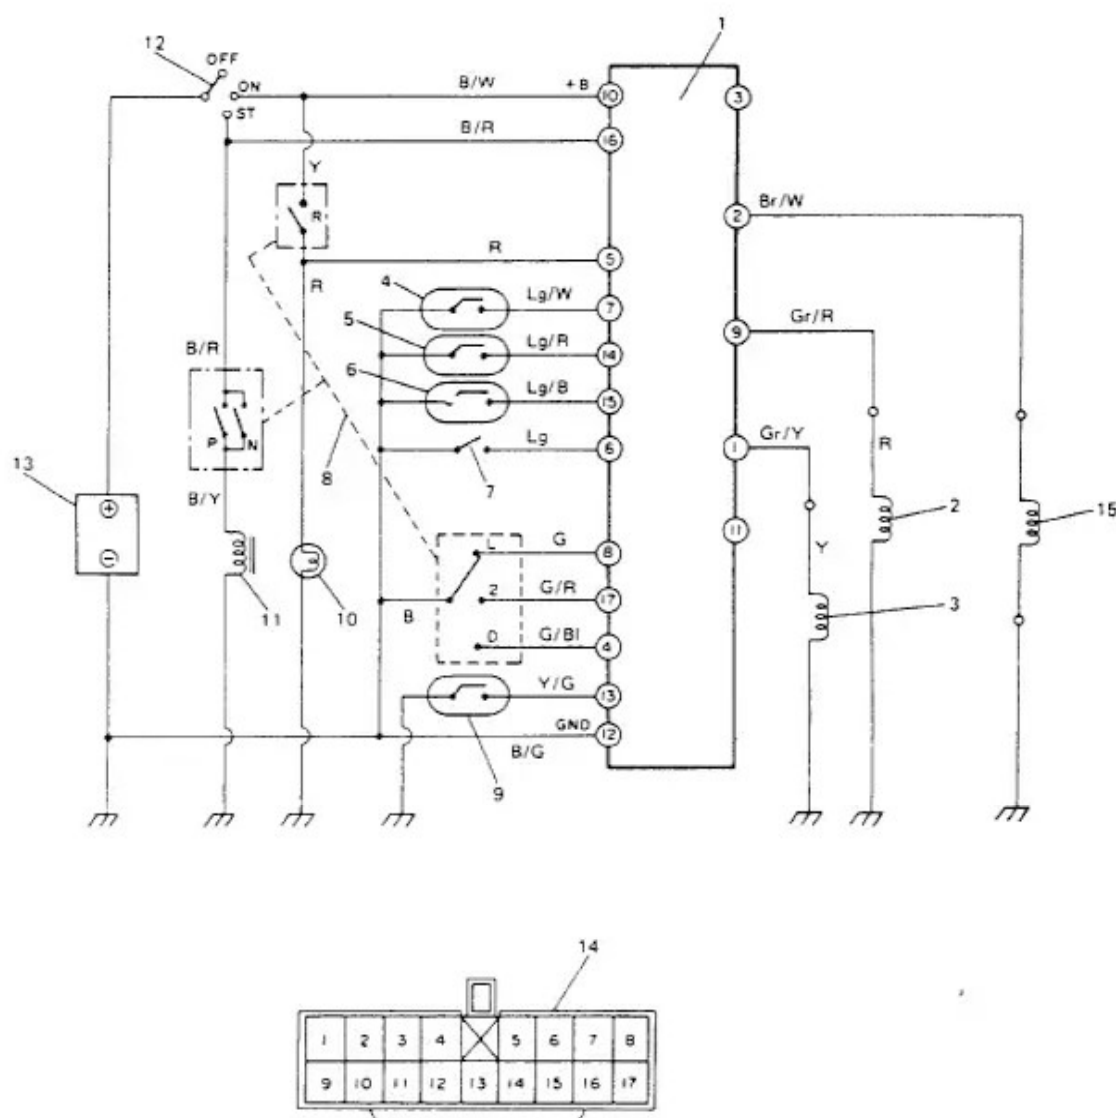 1
12
OFF
ON
ST
B/W
+B
10
3
B/R
16
Y
R
2
Br/W
R
5
R
4
Lg/W
7
9
Gr/R
5
Lg/R
14
B/R
6
Lg/B
15
P
N
8
Lg
6
1
Gr/Y
R
7
13
+
B/Y
−
L
G
8
11
Y
2
15
11
10
B
2
G/R
17
3
D
G/Bl
4
Y/G
13
GND
12
B/G
9
14
1 2 3 4 5 6 7 8
9 10 11 12 13 14 15 16 17